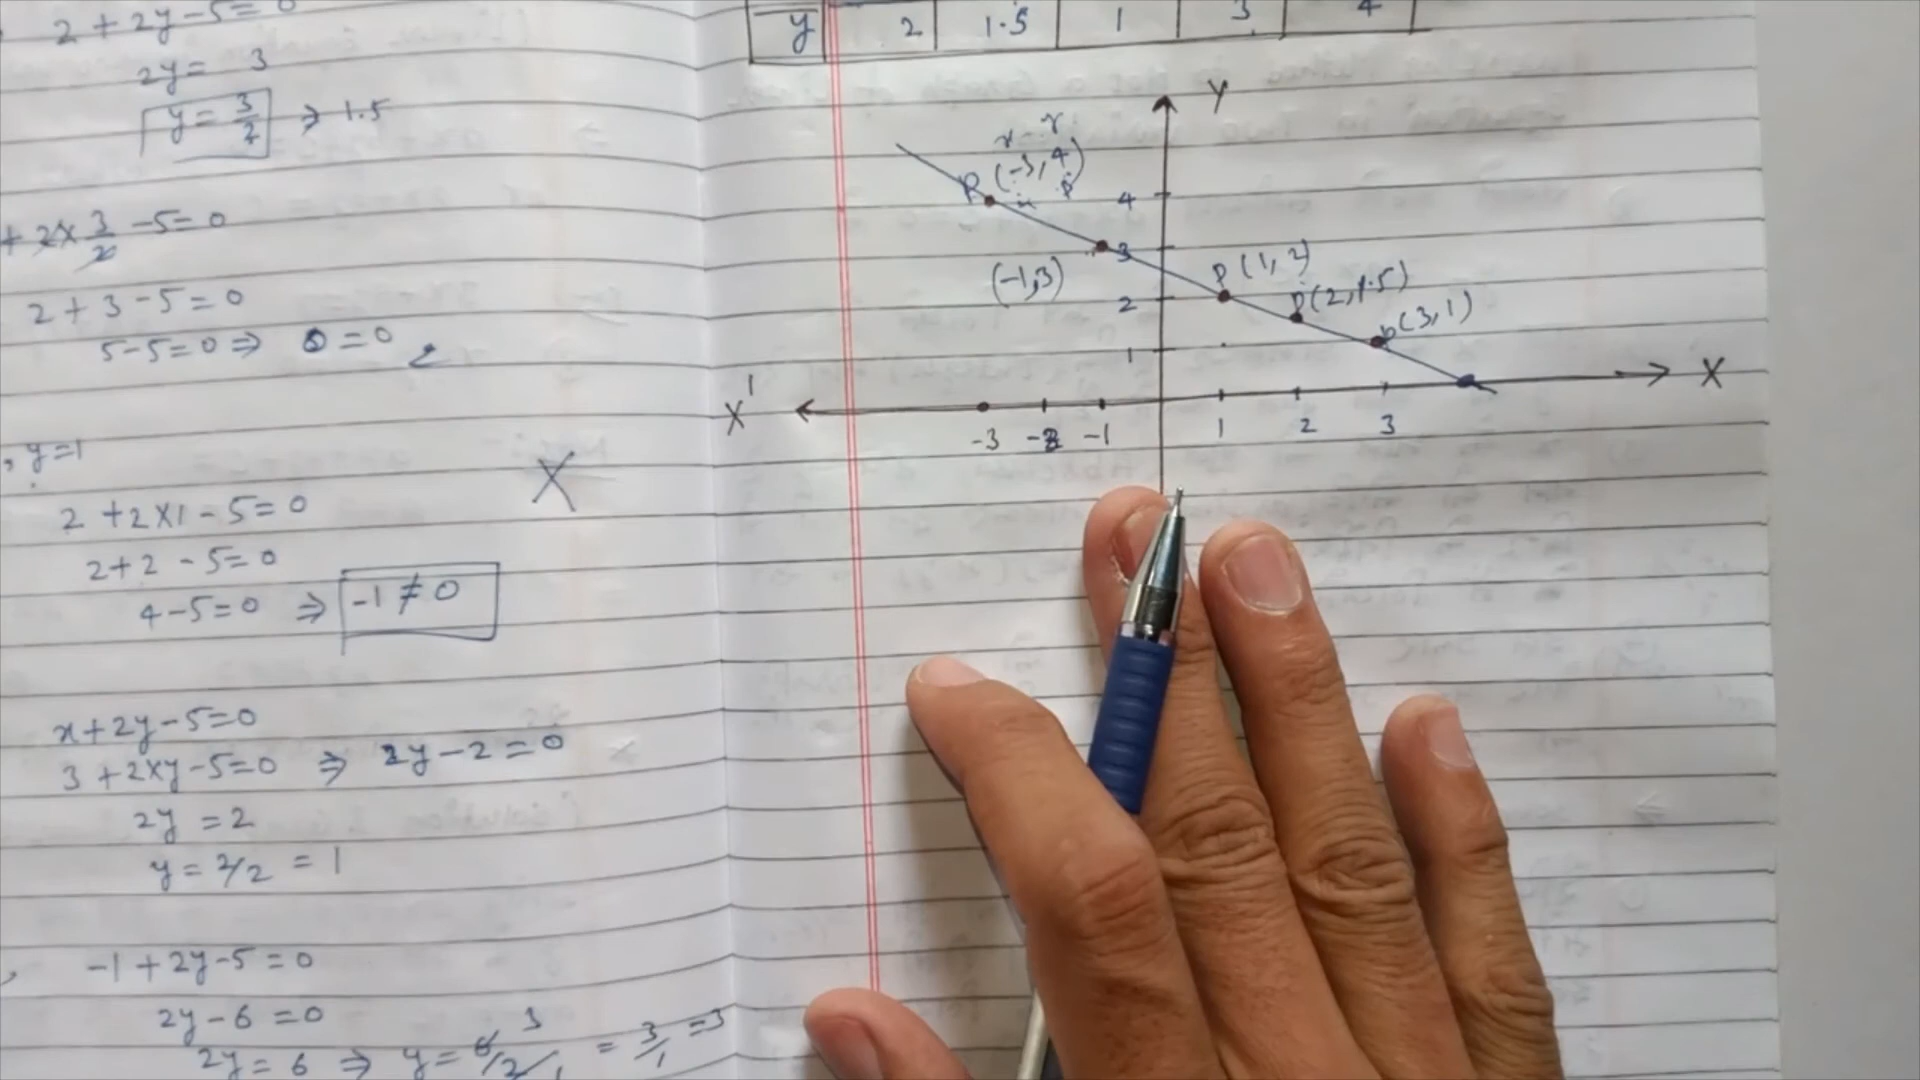 2 + 2y - 5 = 0
2y = 3
y = 3/2 ⇒ 1.5
+ 2 × 3/2 - 5 = 0
2 + 3 - 5 = 0
5 - 5 = 0 ⇒ 0 = 0
, y = 1
2 + 2×1 - 5 = 0
X
2 + 2 - 5 = 0
4 - 5 = 0 ⇒ -1 ≠ 0
x + 2y - 5 = 0
3 + 2×y - 5 = 0 ⇒ 2y - 2 = 0
2y = 2
y = 2/2 = 1
-1 + 2y - 5 = 0
2y - 6 = 0
2y = 6 ⇒ y = 6/2 3 1 = 3/1 = 3
y 2 1.5 1 3 4
Y
(-3, 4)
4
3
(-1,3)
P (1, 2)
(2, 1.5)
2
(3, 1)
1
X' X
-3 -2 -1 1 2 3